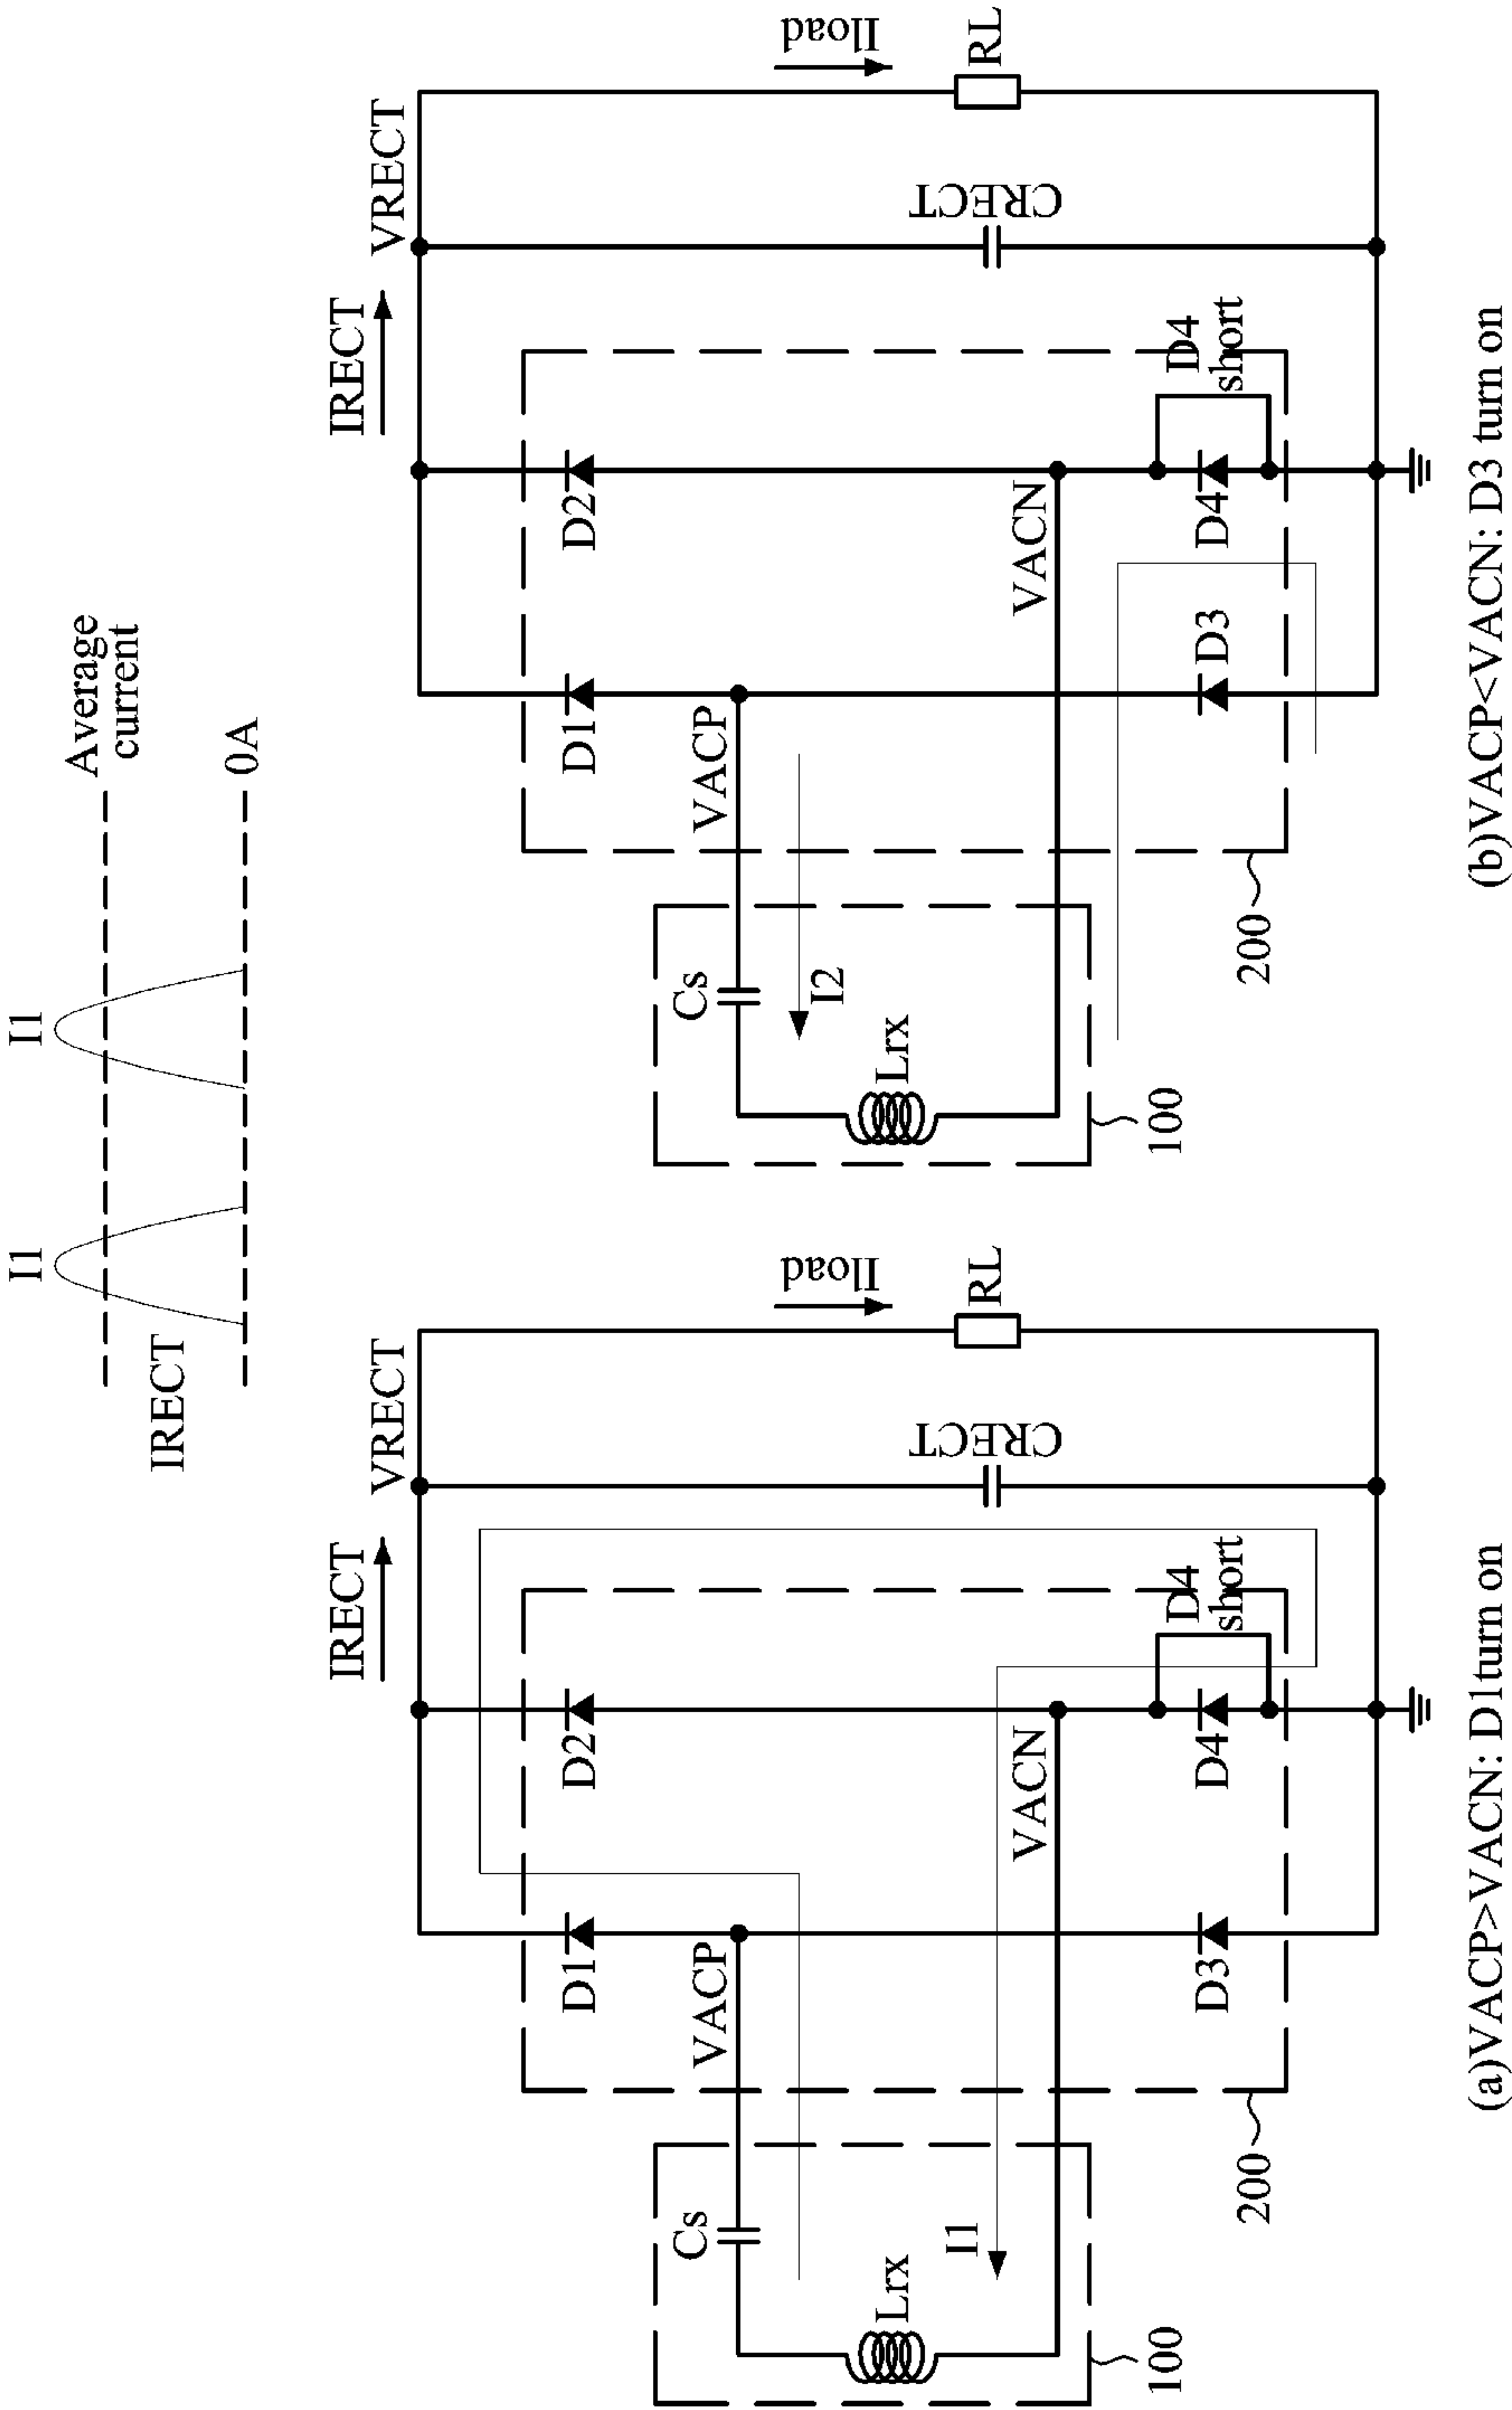 I1
I1
Average
current
IRECT
0A
IRECT
VRECT
D1
D2
Iload
VACP
Cs
CRECT
RL
Lrx
I1
VACN
D3
D4
D4
short
100
200
(a)VACP>VACN: D1turn on
IRECT
VRECT
D1
D2
Iload
VACP
Cs
I2
CRECT
RL
Lrx
VACN
D3
D4
D4
short
100
200
(b)VACP<VACN: D3 turn on